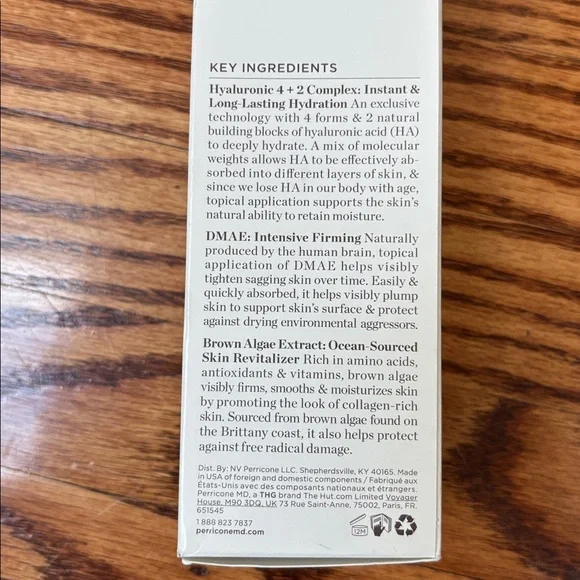 KEY INGREDIENTS
Hyaluronic 4 + 2 Complex: Instant &
Long-Lasting Hydration An exclusive
technology with 4 forms & 2 natural
building blocks of hyaluronic acid (HA)
to deeply hydrate. A mix of molecular
weights allows HA to be effectively ab-
sorbed into different layers of skin, &
since we lose HA in our body with age,
topical application supports the skin's
natural ability to retain moisture.
DMAE: Intensive Firming Naturally
produced by the human brain, topical
application of DMAE helps visibly
tighten sagging skin over time. Easily &
quickly absorbed, it helps visibly plump
skin to support skin's surface & protect
against drying environmental aggressors.
Brown Algae Extract: Ocean-Sourced
Skin Revitalizer Rich in amino acids,
antioxidants & vitamins, brown algae
visibly firms, smooths & moisturizes skin
by promoting the look of collagen-rich
skin. Sourced from brown algae found on
the Brittany coast, it also helps protect
against free radical damage.
Dist. By: NV Perricone LLC. Shepherdsville, KY 40165. Made
in USA of foreign and domestic components / Fabriqué aux
États-Unis avec des composants nationaux et étrangers.
Perricone MD, a THG brand The Hut.com Limited Voyager
House, M90 3DQ, UK 73 Rue Saint-Anne, 75002, Paris, FR.
651545
1 888 823 7837
perriconemd.com
12M